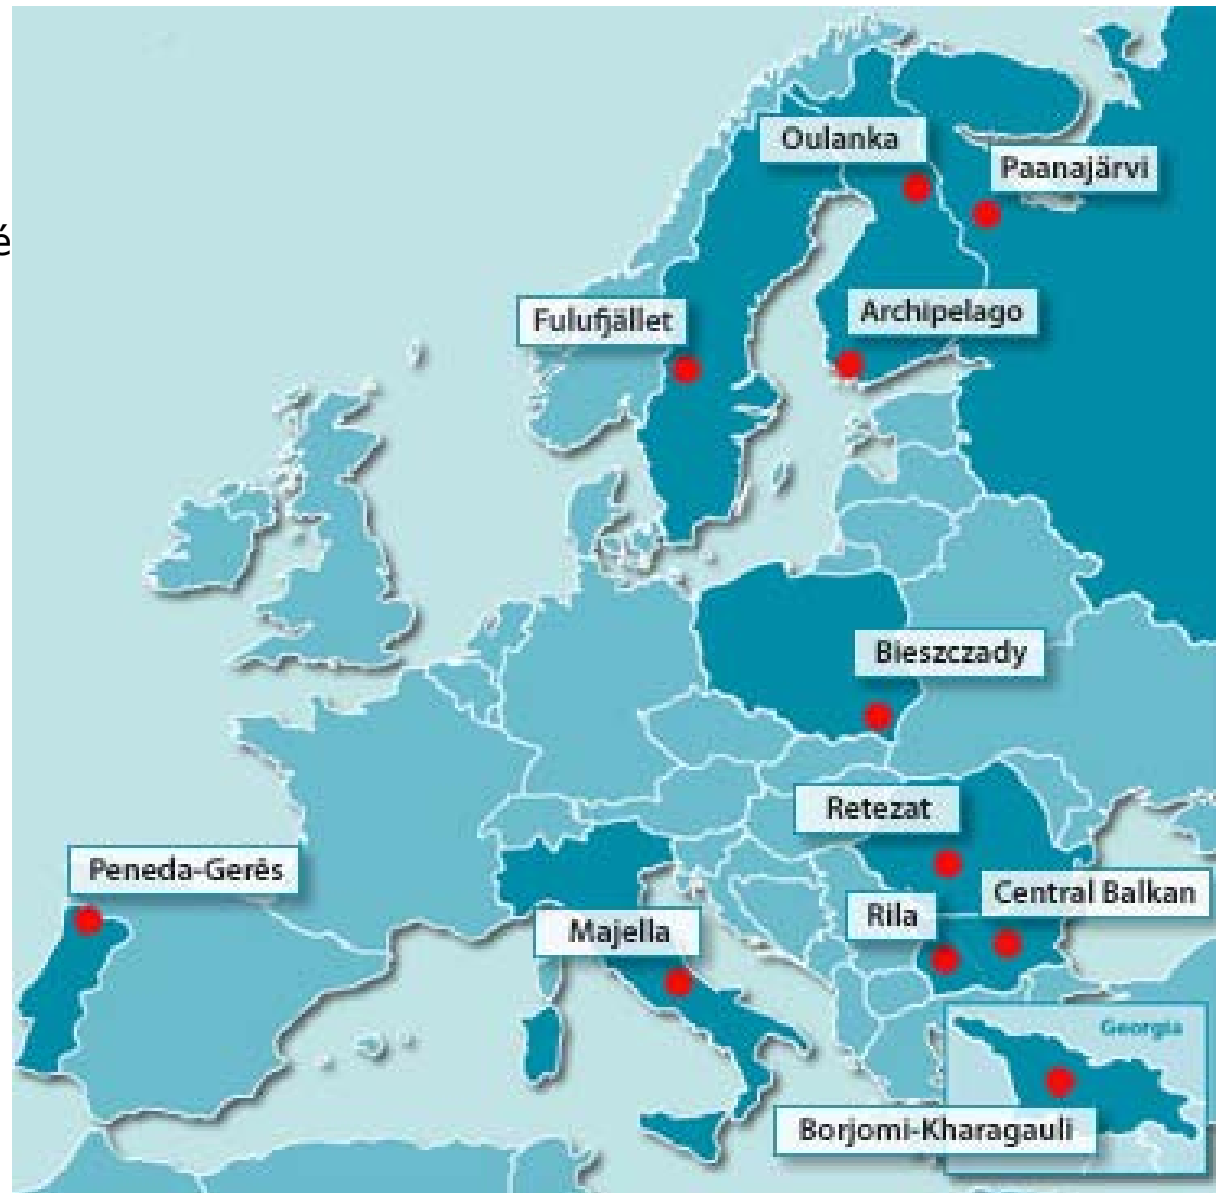 Oulanka
Paanajärvi
é
Archipelago
Fulufjället
Bieszczady
Retezat
Peneda-Gerês
Central Balkan
Rila
Majella
Georgia
Borjomi-Kharagauli